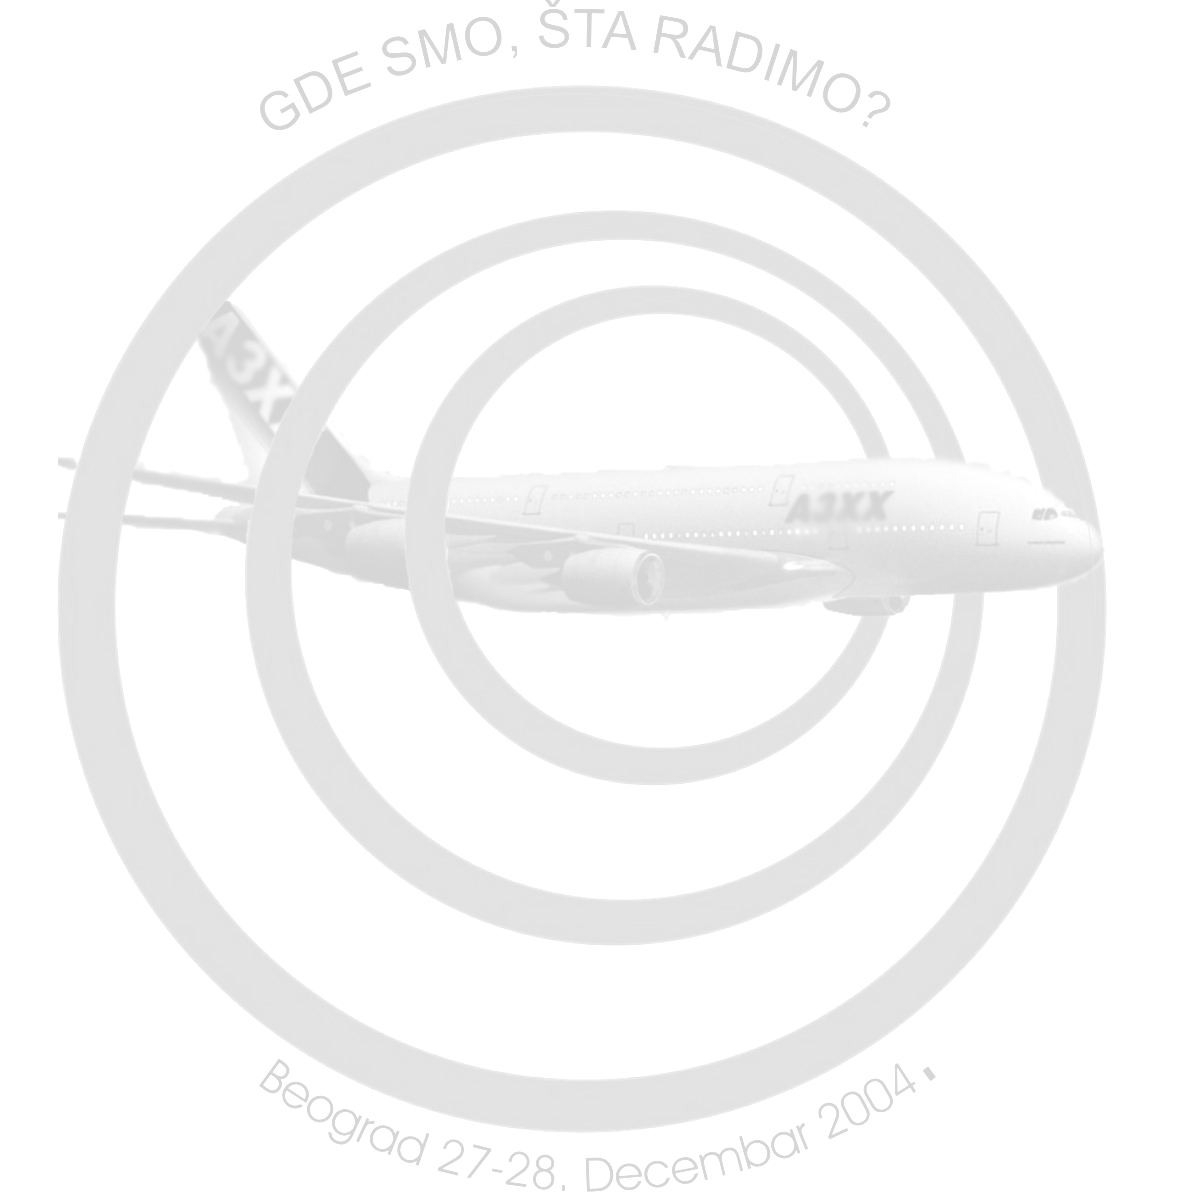 GDE SMO, ŠTA RADIMO?
A3XX
A3XX
Beograd 27-28. Decembar 2004.